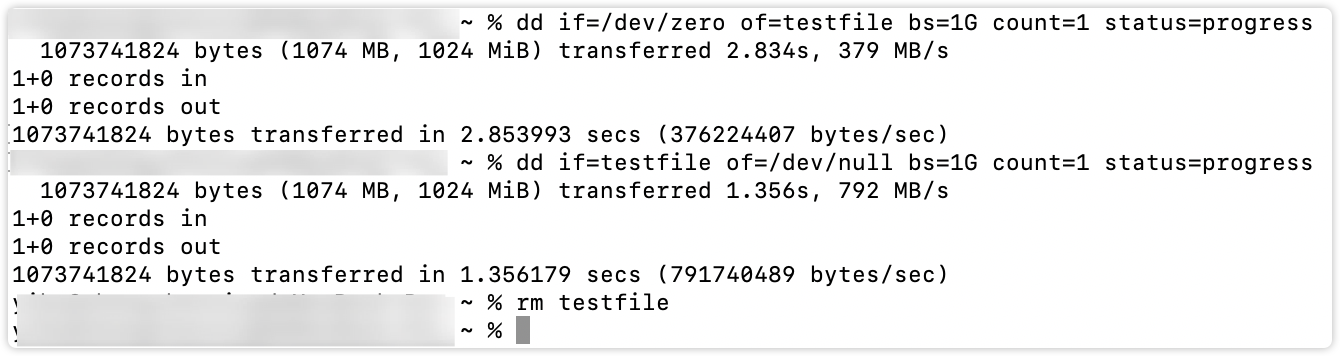 ~ % dd if=/dev/zero of=testfile bs=1G count=1 status=progress
1073741824 bytes (1074 MB, 1024 MiB) transferred 2.834s, 379 MB/s
1+0 records in
1+0 records out
1073741824 bytes transferred in 2.853993 secs (376224407 bytes/sec)
~ % dd if=testfile of=/dev/null bs=1G count=1 status=progress
1073741824 bytes (1074 MB, 1024 MiB) transferred 1.356s, 792 MB/s
1+0 records in
1+0 records out
1073741824 bytes transferred in 1.356179 secs (791740489 bytes/sec)
~ % rm testfile
~ %